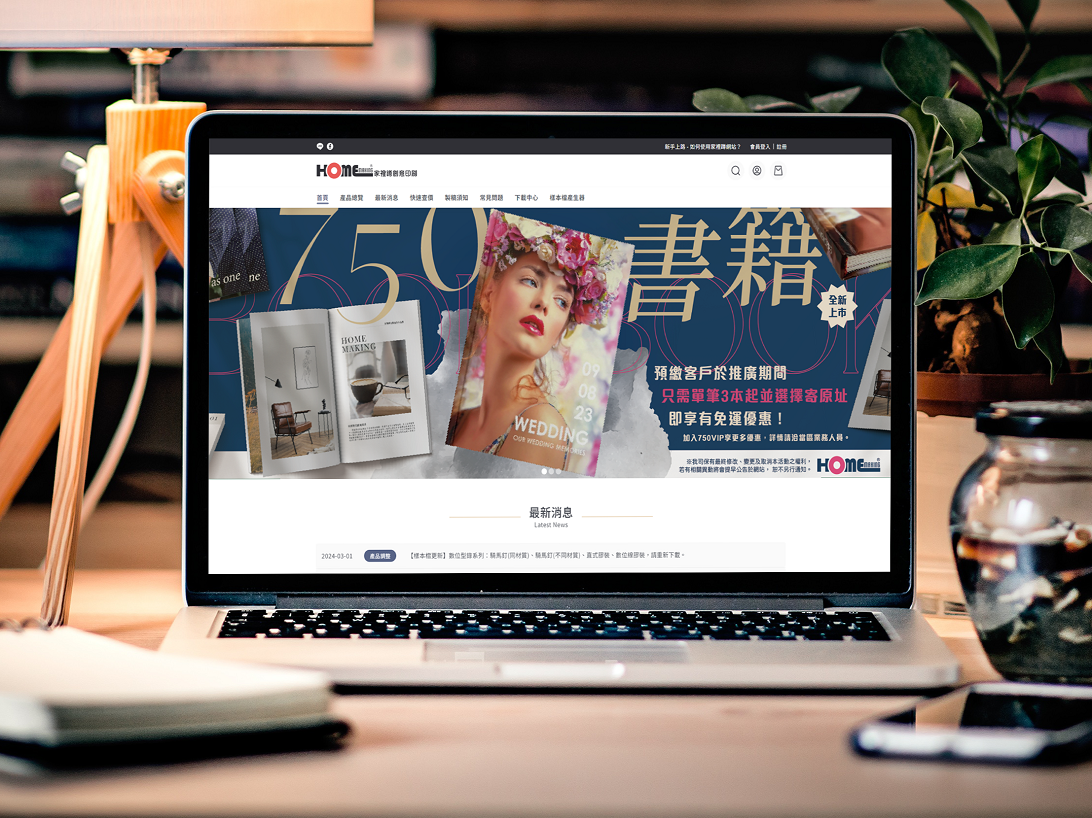 新手上路 - 如何使用家裡蹲網站？ 會員登入 | 註冊
HOME MAKING 家裡蹲創意印刷
首頁 產品總覽 最新消息 快速查價 製稿須知 常見問題 下載中心 樣本檔產生器
750 書籍
BOOK
as one
ne
全新
上市
HOME
MAKING
09
08
23
WEDDING
OUR WEDDING MEMORIES
預繳客戶於推廣期間
只需單筆3本起並選擇寄原址
即享有免運優惠！
加入750VIP享更多優惠，詳情請洽當區業務人員。
※我司保有最終修改、變更及取消本活動之權利，
若有相關異動將會提早公告於網站， 恕不另行通知。
HOME MAKING
最新消息
Latest News
2024-03-01 產品調整 【樣本檔更新】數位型錄系列：騎馬釘(同材質)、騎馬釘(不同材質)、直式膠裝、數位線膠裝，請重新下載。